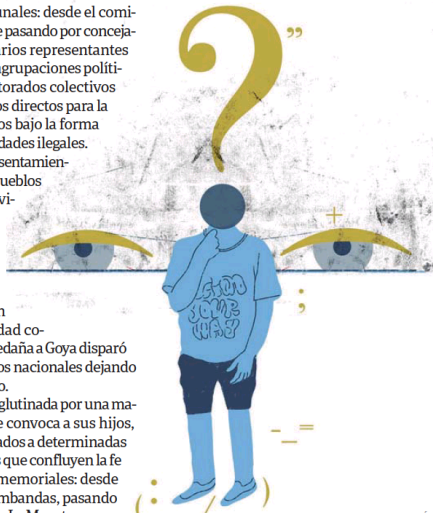 unales: desde el comi-
e pasando por conceja-
arios representantes
agrupaciones políti-
torados colectivos
os directos para la
os bajo la forma
dades ilegales.
sentamien-
ueblos
vi-
n
dad co-
edaña a Goya disparó
os nacionales dejando
o.
glutinada por una ma-
e convoca a sus hijos,
ados a determinadas
s que confluyen la fe
memoriales: desde
mbandas, pasando
?”
+
;
YOUR
WAY
- _ =
( : / )